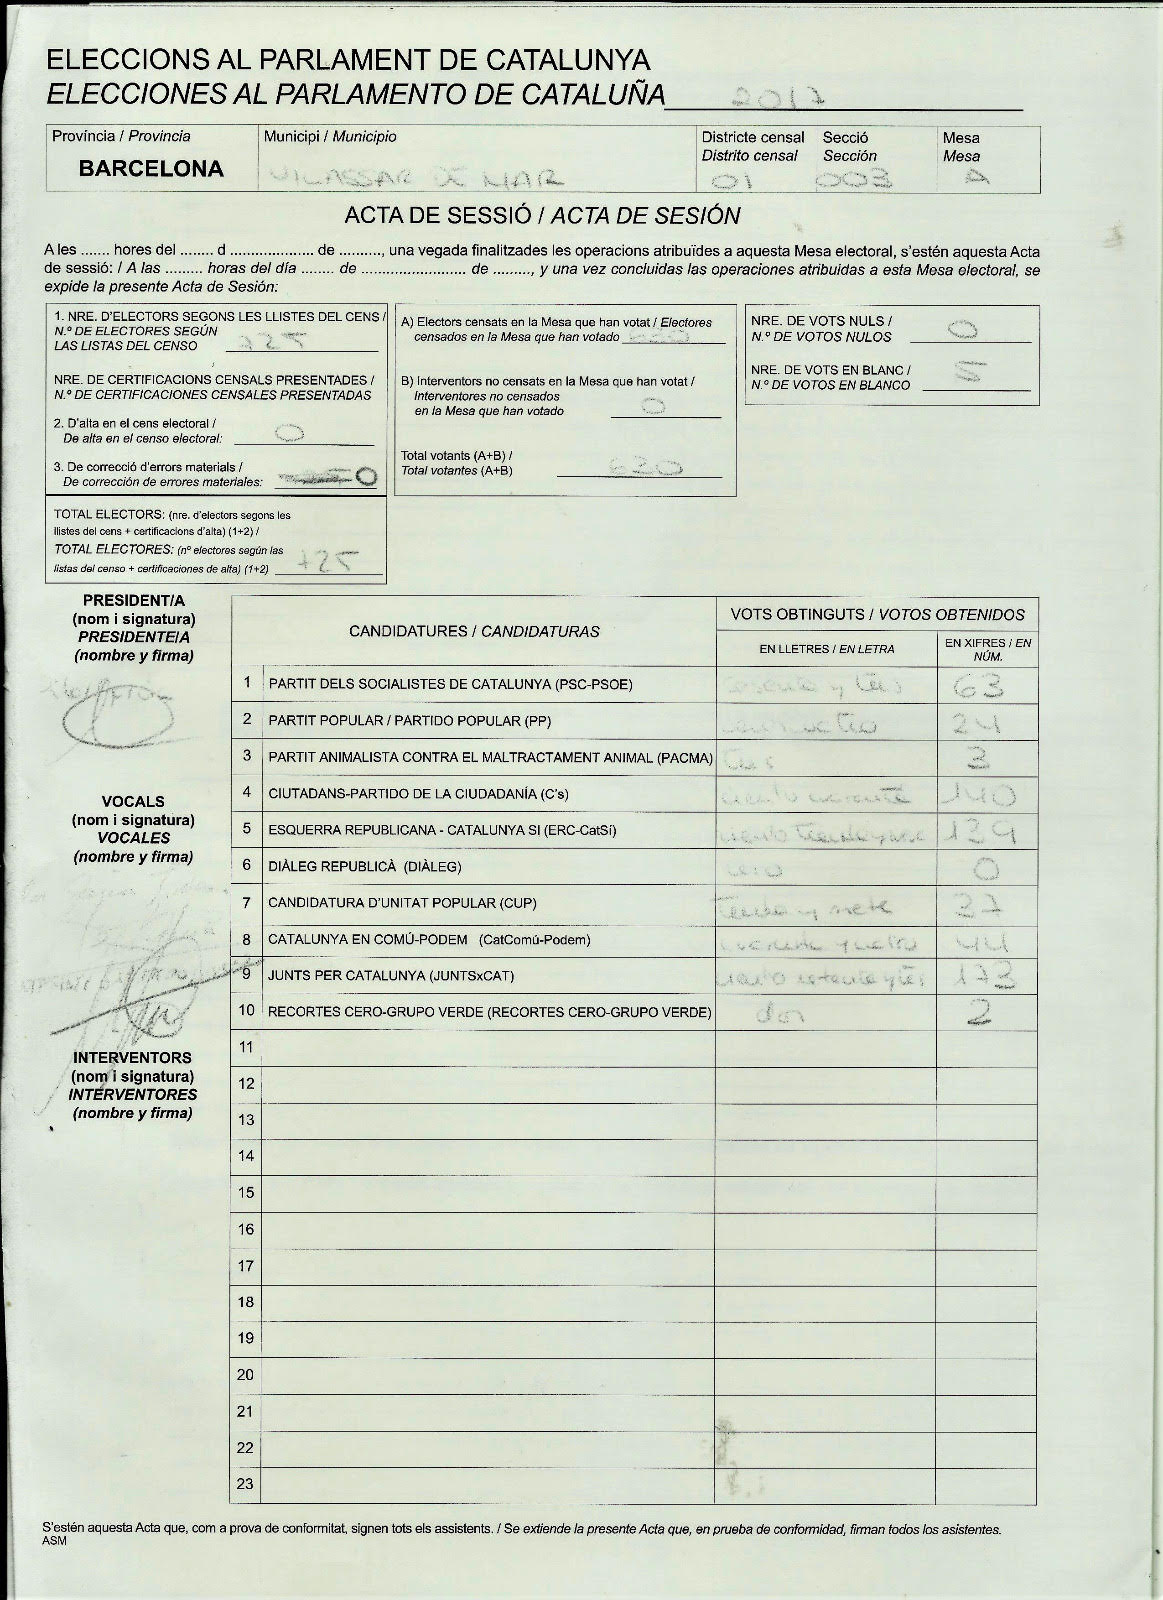 ELECCIONS AL PARLAMENT DE CATALUNYA
ELECCIONES AL PARLAMENTO DE CATALUÑA 2017
Província / Provincia Municipi / Municipio Districte censal Secció Mesa
Distrito censal Sección Mesa
BARCELONA VILASSAR DE MAR 01 003 A
ACTA DE SESSIÓ / ACTA DE SESIÓN
A les ....... hores del ........ d .................... de .........., una vegada finalitzades les operacions atribuïdes a aquesta Mesa electoral, s'estén aquesta Acta
de sessió: / A las ......... horas del día ........ de ......................... de ........., y una vez concluidas las operaciones atribuidas a esta Mesa electoral, se
expide la presente Acta de Sesión:
1. NRE. D'ELECTORS SEGONS LES LLISTES DEL CENS /
N.º DE ELECTORES SEGÚN
LAS LISTAS DEL CENSO 725
NRE. DE CERTIFICACIONS CENSALS PRESENTADES /
N.º DE CERTIFICACIONES CENSALES PRESENTADAS
2. D'alta en el cens electoral /
De alta en el censo electoral: 0
3. De correcció d'errors materials /
De corrección de errores materiales: 0
TOTAL ELECTORS: (nre. d'electors segons les
llistes del cens + certificacions d'alta) (1+2) /
TOTAL ELECTORES: (nº electores según las
listas del censo + certificaciones de alta) (1+2) 725
A) Electors censats en la Mesa que han votat / Electores
censados en la Mesa que han votado
B) Interventors no censats en la Mesa que han votat /
Interventores no censados
en la Mesa que han votado 0
Total votants (A+B) /
Total votantes (A+B) 630
NRE. DE VOTS NULS /
N.º DE VOTOS NULOS 0
NRE. DE VOTS EN BLANC /
N.º DE VOTOS EN BLANCO 5
PRESIDENT/A
(nom i signatura)
PRESIDENTE/A
(nombre y firma)
VOCALS
(nom i signatura)
VOCALES
(nombre y firma)
INTERVENTORS
(nom i signatura)
INTERVENTORES
(nombre y firma)
CANDIDATURES / CANDIDATURAS
VOTS OBTINGUTS / VOTOS OBTENIDOS
EN LLETRES / EN LETRA EN XIFRES / EN
NÚM.
1 PARTIT DELS SOCIALISTES DE CATALUNYA (PSC-PSOE) sesenta y tres 63
2 PARTIT POPULAR / PARTIDO POPULAR (PP) 24
3 PARTIT ANIMALISTA CONTRA EL MALTRACTAMENT ANIMAL (PACMA) tres 3
4 CIUTADANS-PARTIDO DE LA CIUDADANÍA (C's) ciento cuarenta 140
5 ESQUERRA REPUBLICANA - CATALUNYA SI (ERC-CatSí) 139
6 DIÀLEG REPUBLICÀ (DIÀLEG) cero 0
7 CANDIDATURA D'UNITAT POPULAR (CUP) treinta y siete 37
8 CATALUNYA EN COMÚ-PODEM (CatComú-Podem) 44
9 JUNTS PER CATALUNYA (JUNTSxCAT) ciento setenta y tres 173
10 RECORTES CERO-GRUPO VERDE (RECORTES CERO-GRUPO VERDE) dos 2
11
12
13
14
15
16
17
18
19
20
21
22
23
S'estén aquesta Acta que, com a prova de conformitat, signen tots els assistents. / Se extiende la presente Acta que, en prueba de conformidad, firman todos los asistentes.
ASM